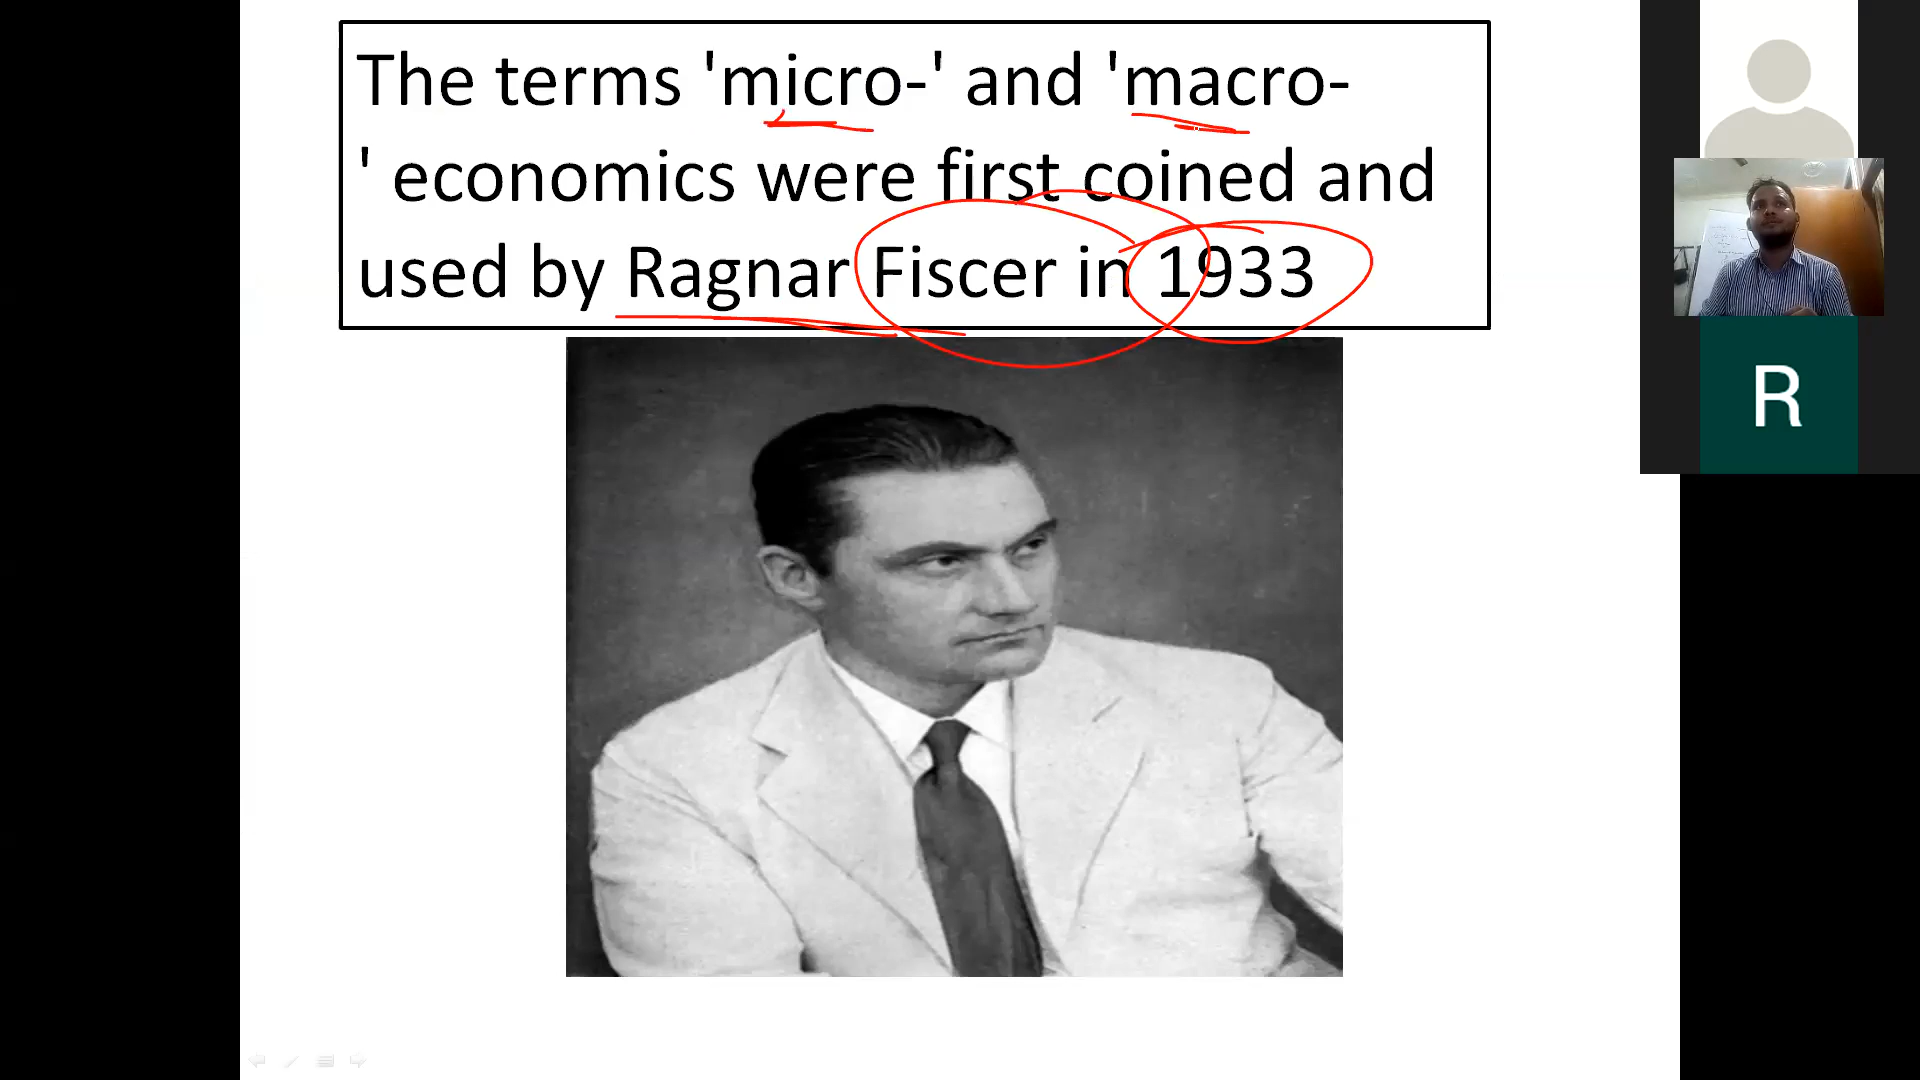 The terms 'micro-' and 'macro-
' economics were first coined and
used by Ragnar Fiscer in 1933
R